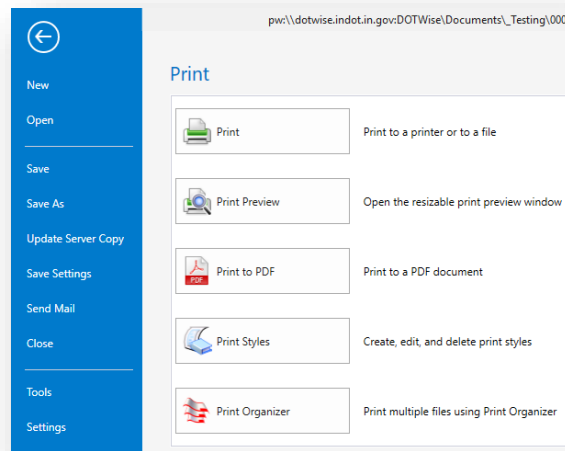 pw:\\dotwise.indot.in.gov:DOTWise\Documents\_Testing\000
Print
New
Open
Save
Save As
Update Server Copy
Save Settings
Send Mail
Close
Tools
Settings
Print
Print to a printer or to a file
Print Preview
Open the resizable print preview window
PDF
Print to PDF
Print to a PDF document
Print Styles
Create, edit, and delete print styles
Print Organizer
Print multiple files using Print Organizer